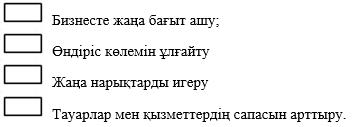 Бизнесте жаңа бағыт ашу;
Өндіріс көлемін ұлғайту
Жаңа нарықтарды игеру
Тауарлар мен қызметтердің сапасын арттыру.